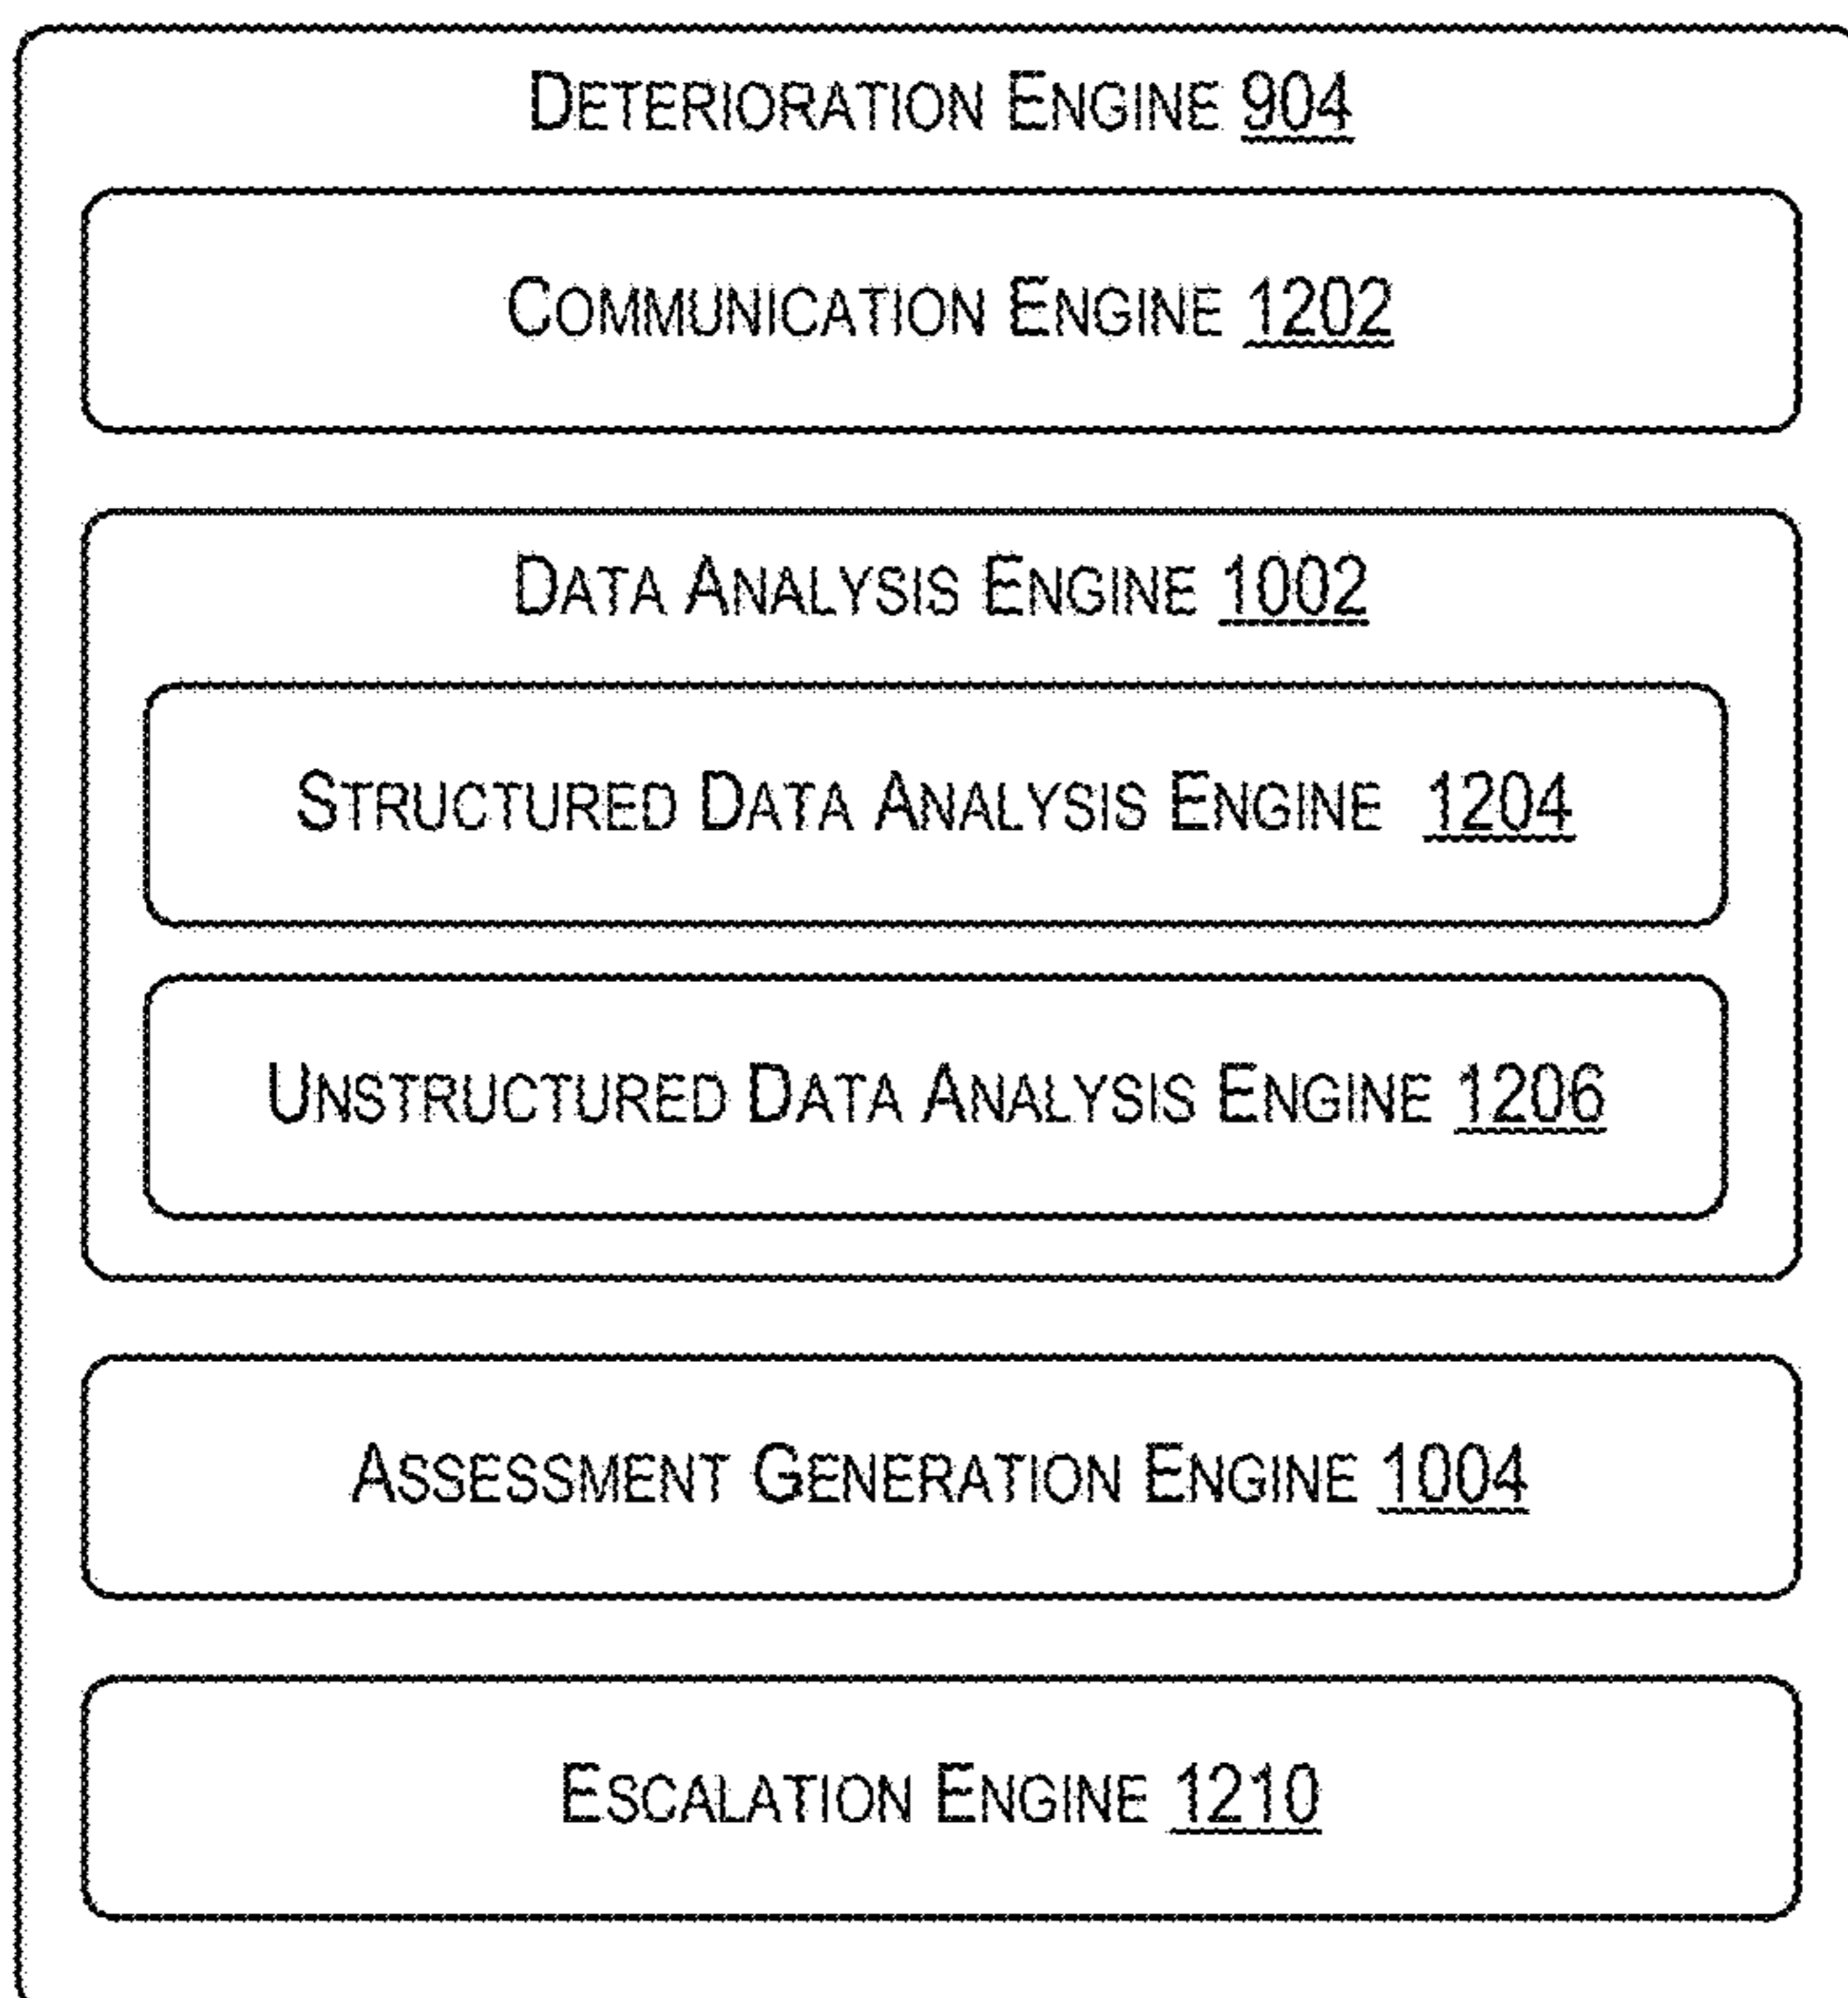 DETERIORATION ENGINE 904
COMMUNICATION ENGINE 1202
DATA ANALYSIS ENGINE 1002
STRUCTURED DATA ANALYSIS ENGINE 1204
UNSTRUCTURED DATA ANALYSIS ENGINE 1206
ASSESSMENT GENERATION ENGINE 1004
ESCALATION ENGINE 1210